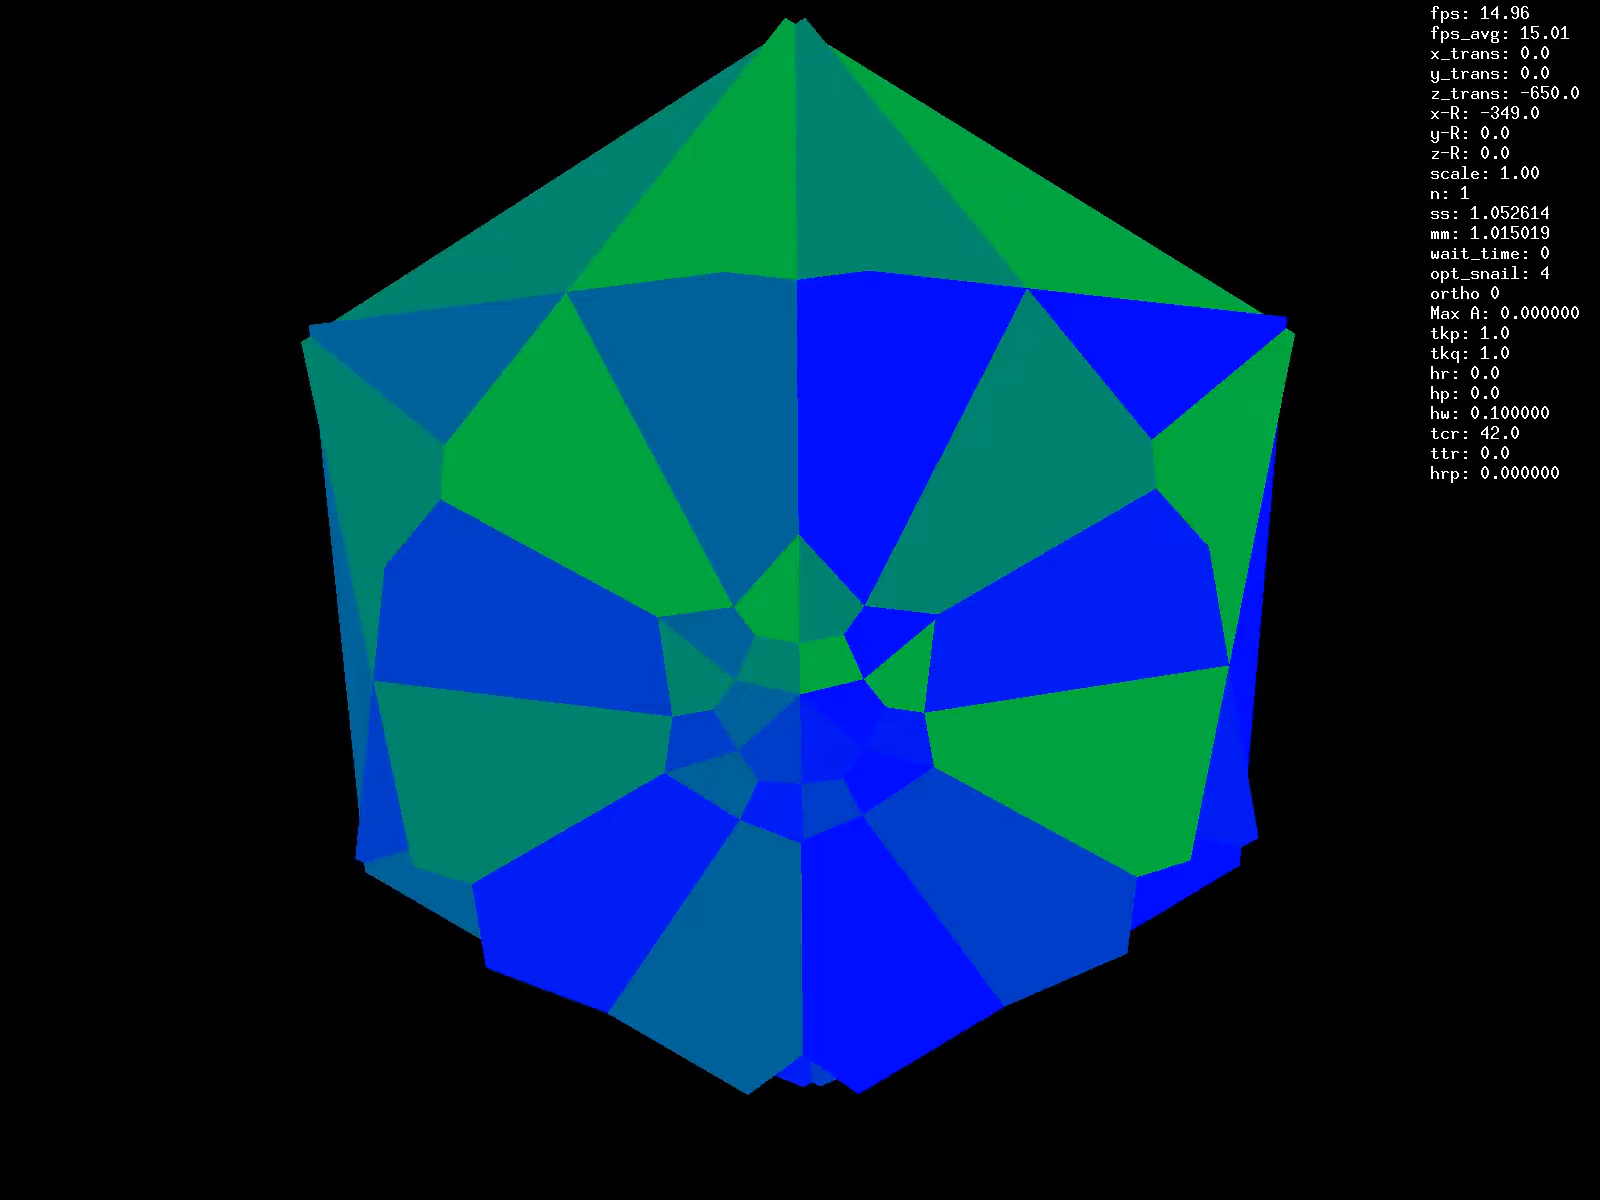 fps: 14.96
fps_avg: 15.01
x_trans: 0.0
y_trans: 0.0
z_trans: -650.0
x-R: -349.0
y-R: 0.0
z-R: 0.0
scale: 1.00
n: 1
ss: 1.052614
mm: 1.015019
wait_time: 0
opt_snail: 4
ortho 0
Max A: 0.000000
tkp: 1.0
tkq: 1.0
hr: 0.0
hp: 0.0
hw: 0.100000
tcr: 42.0
ttr: 0.0
hrp: 0.000000